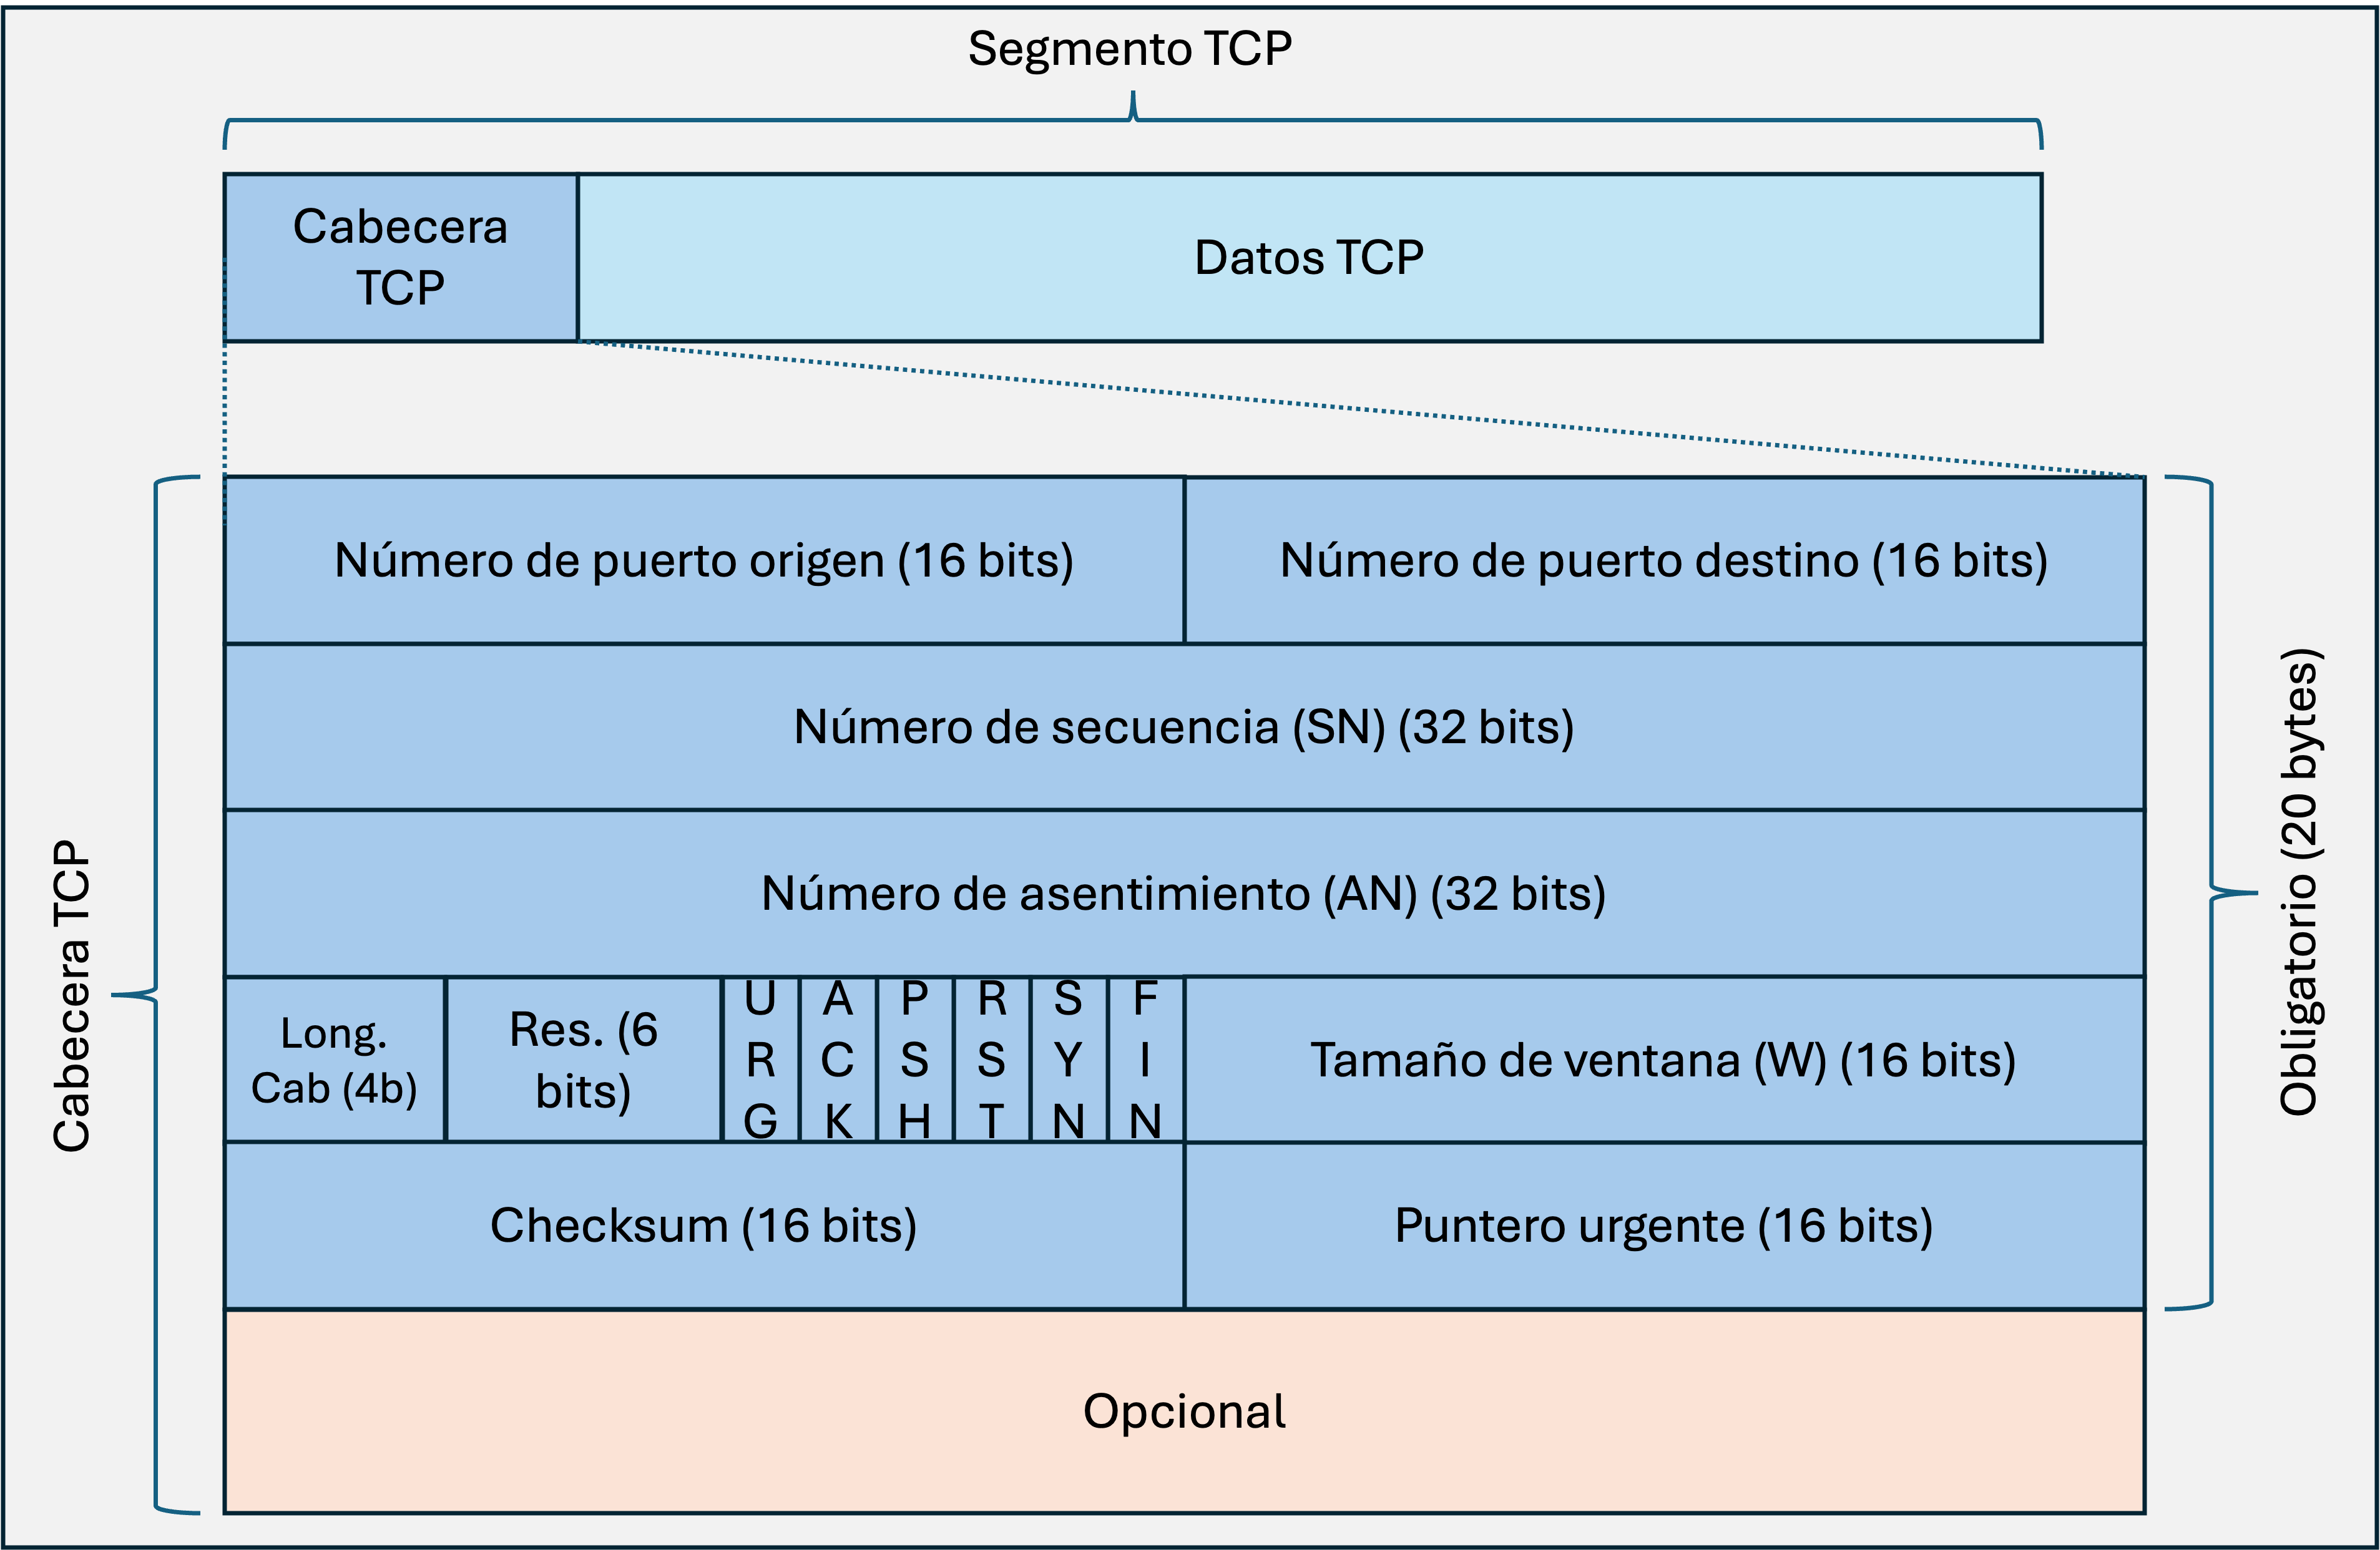 Segmento TCP
Cabecera
TCP
Datos TCP
Número de puerto origen (16 bits)
Número de puerto destino (16 bits)
Número de secuencia (SN) (32 bits)
Número de asentimiento (AN) (32 bits)
Long.
Cab (4b)
Res. (6
bits)
URG
ACK
PSH
RST
SYN
FIN
Tamaño de ventana (W) (16 bits)
Checksum (16 bits)
Puntero urgente (16 bits)
Opcional
Cabecera TCP
Obligatorio (20 bytes)